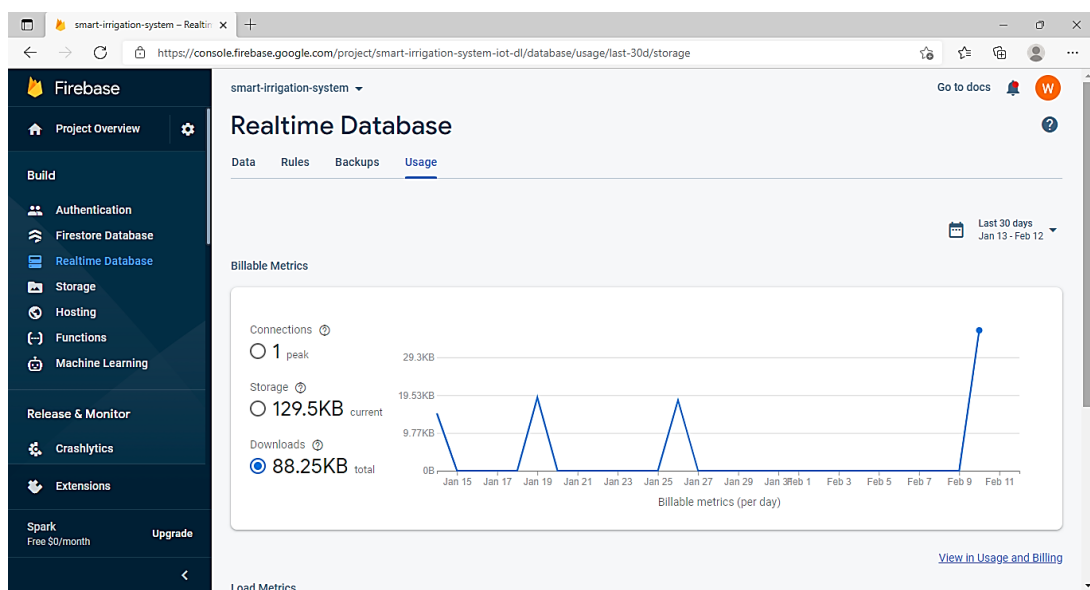 smart-irrigation-system – Realtin
https://console.firebase.google.com/project/smart-irrigation-system-iot-dl/database/usage/last-30d/storage
Firebase
Project Overview
Build
Authentication
Firestore Database
Realtime Database
Storage
Hosting
Functions
Machine Learning
Release & Monitor
Crashlytics
Extensions
Spark
Free $0/month
Upgrade
smart-irrigation-system
Go to docs
W
Realtime Database
Data Rules Backups Usage
Last 30 days
Jan 13 - Feb 12
Billable Metrics
Connections
1 peak
Storage
129.5KB current
Downloads
88.25KB total
29.3KB
19.53KB
9.77KB
0B
Jan 15 Jan 17 Jan 19 Jan 21 Jan 23 Jan 25 Jan 27 Jan 29 Jan 3 Feb 1 Feb 3 Feb 5 Feb 7 Feb 9 Feb 11
Billable metrics (per day)
View in Usage and Billing
Load Metrics